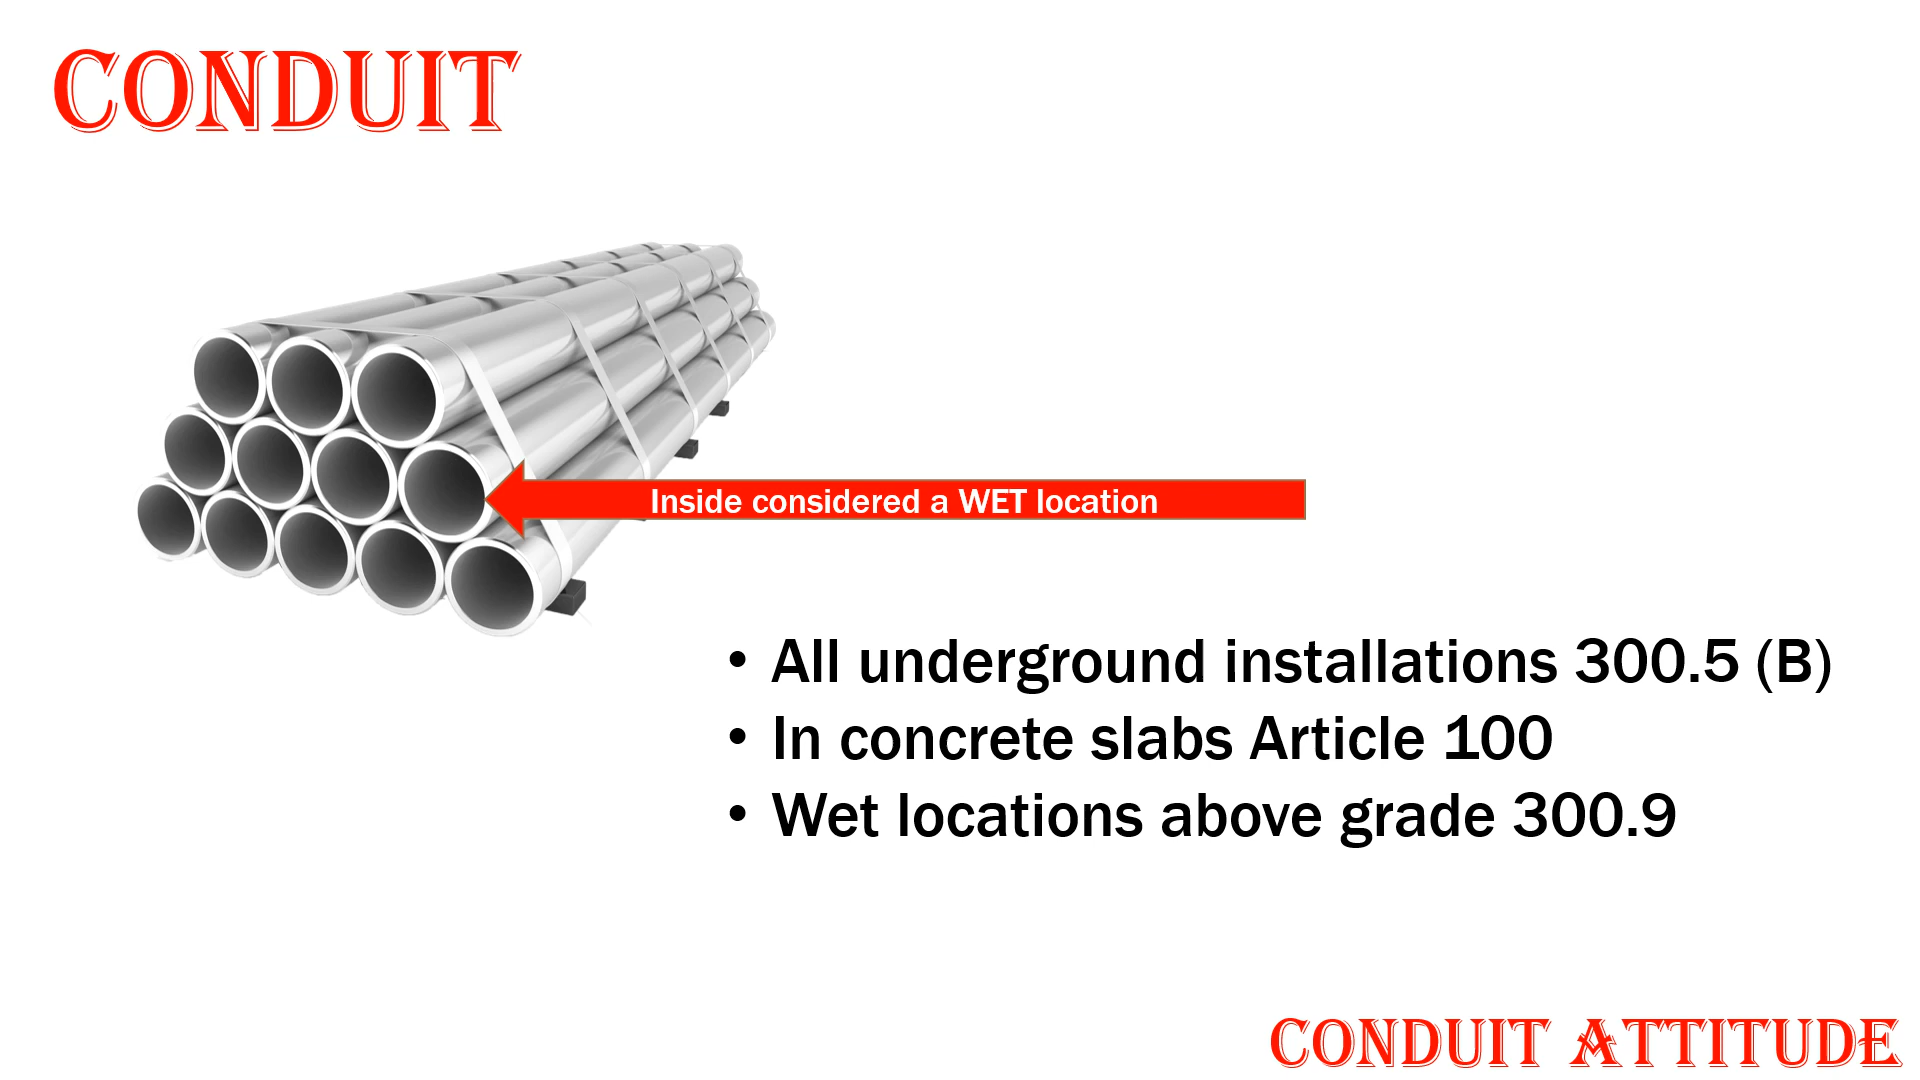 CONDUIT
Inside considered a WET location
• All underground installations 300.5 (B)
• In concrete slabs Article 100
• Wet locations above grade 300.9
CONDUIT ATTITUDE